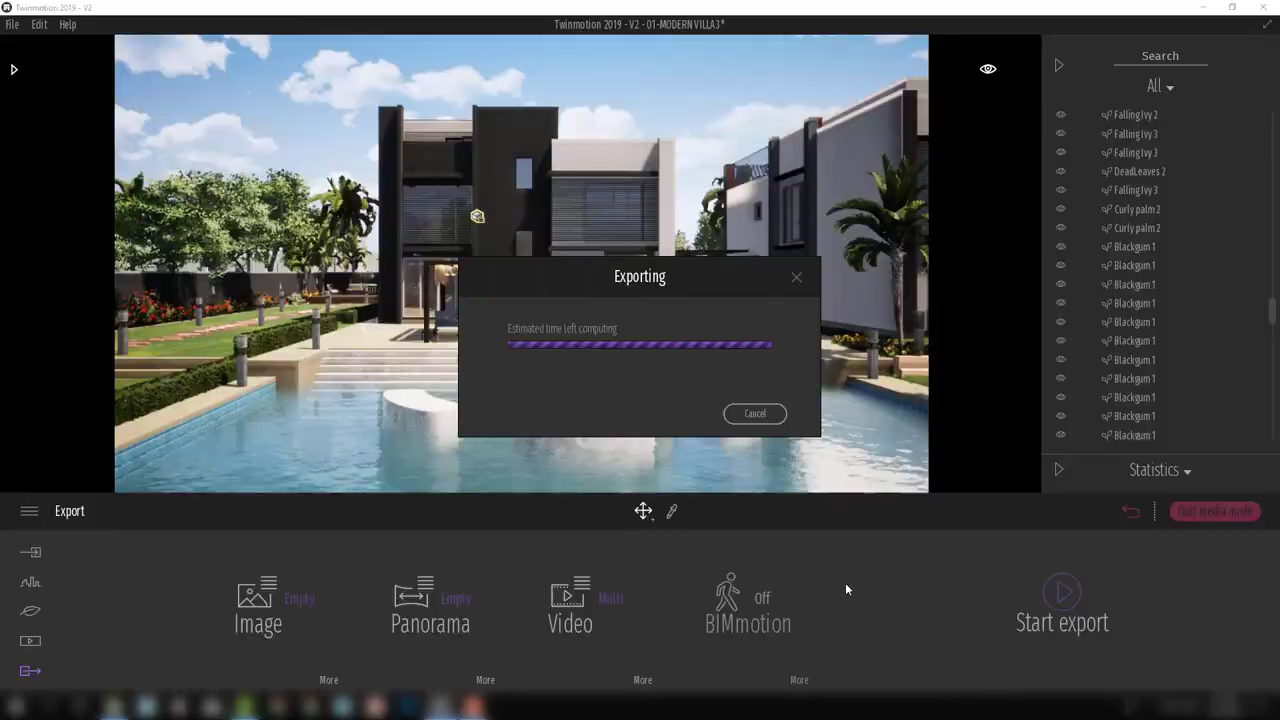 Twinmotion 2019 - V2
File Edit Help
Twinmotion 2019 - V2 - 01-MODERN VILLA3*
Search
All
Falling Ivy 2
Falling Ivy 3
Falling Ivy 3
DeadLeaves 2
Falling Ivy 3
Curly palm 2
Curly palm 2
Blackgum 1
Blackgum 1
Blackgum 1
Blackgum 1
Blackgum 1
Blackgum 1
Blackgum 1
Blackgum 1
Blackgum 1
Blackgum 1
Blackgum 1
Statistics
Exporting
Estimated time left computing
Cancel
Export
Quit media mode
Empty
Image
More
Empty
Panorama
More
Multi
Video
More
Off
BIMmotion
More
Start export